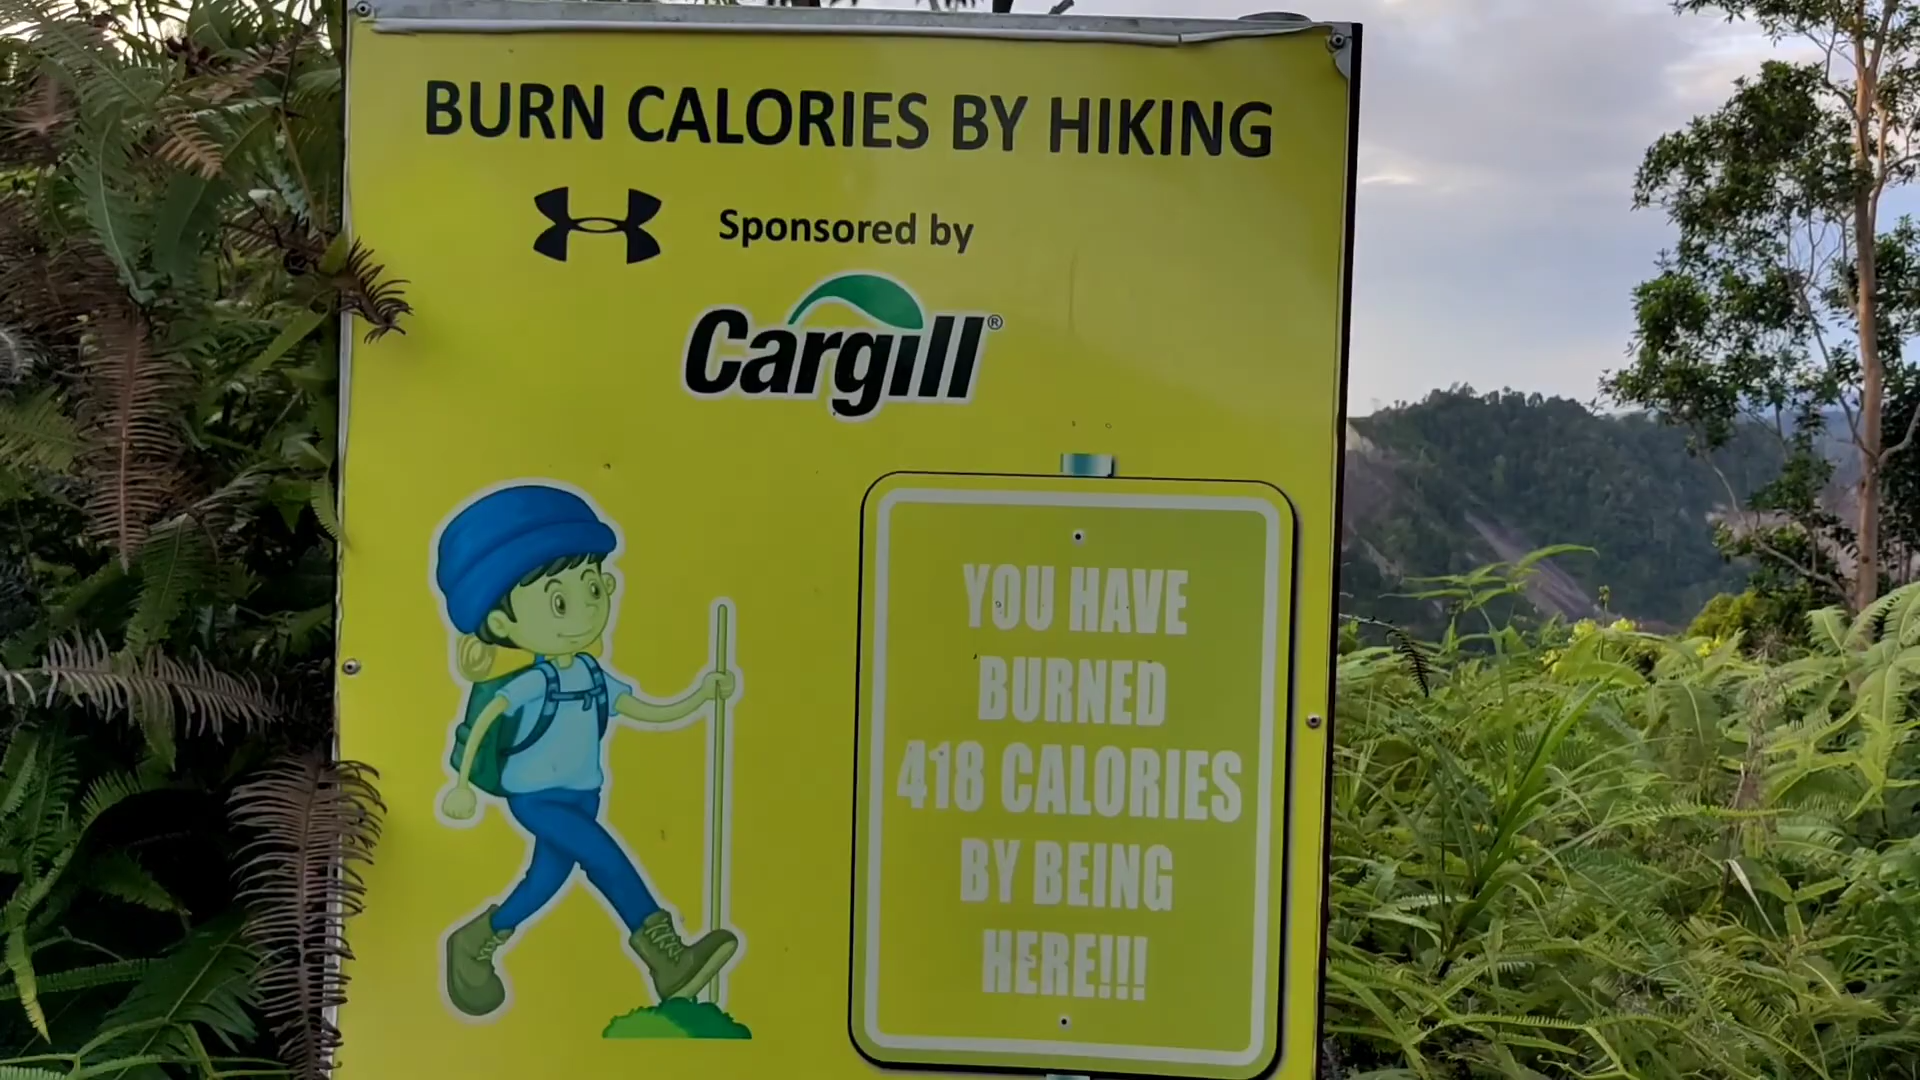 BURN CALORIES BY HIKING
Sponsored by
Cargill®
YOU HAVE
BURNED
418 CALORIES
BY BEING
HERE!!!